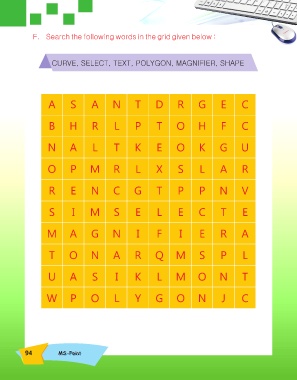 F. Search the following words in the grid given below :
CURVE, SELECT, TEXT, POLYGON, MAGNIFIER, SHAPE
A S A N T D R G E C
B H R L P T O H F C
N A L T K E O K G U
O P M R L X S L A R
R E N C G T P P N V
S I M S E L E C T E
M A G N I F I E R A
T O N A R Q M S P L
U A S I K L M O N T
W P O L Y G O N J C
94 MS-Paint